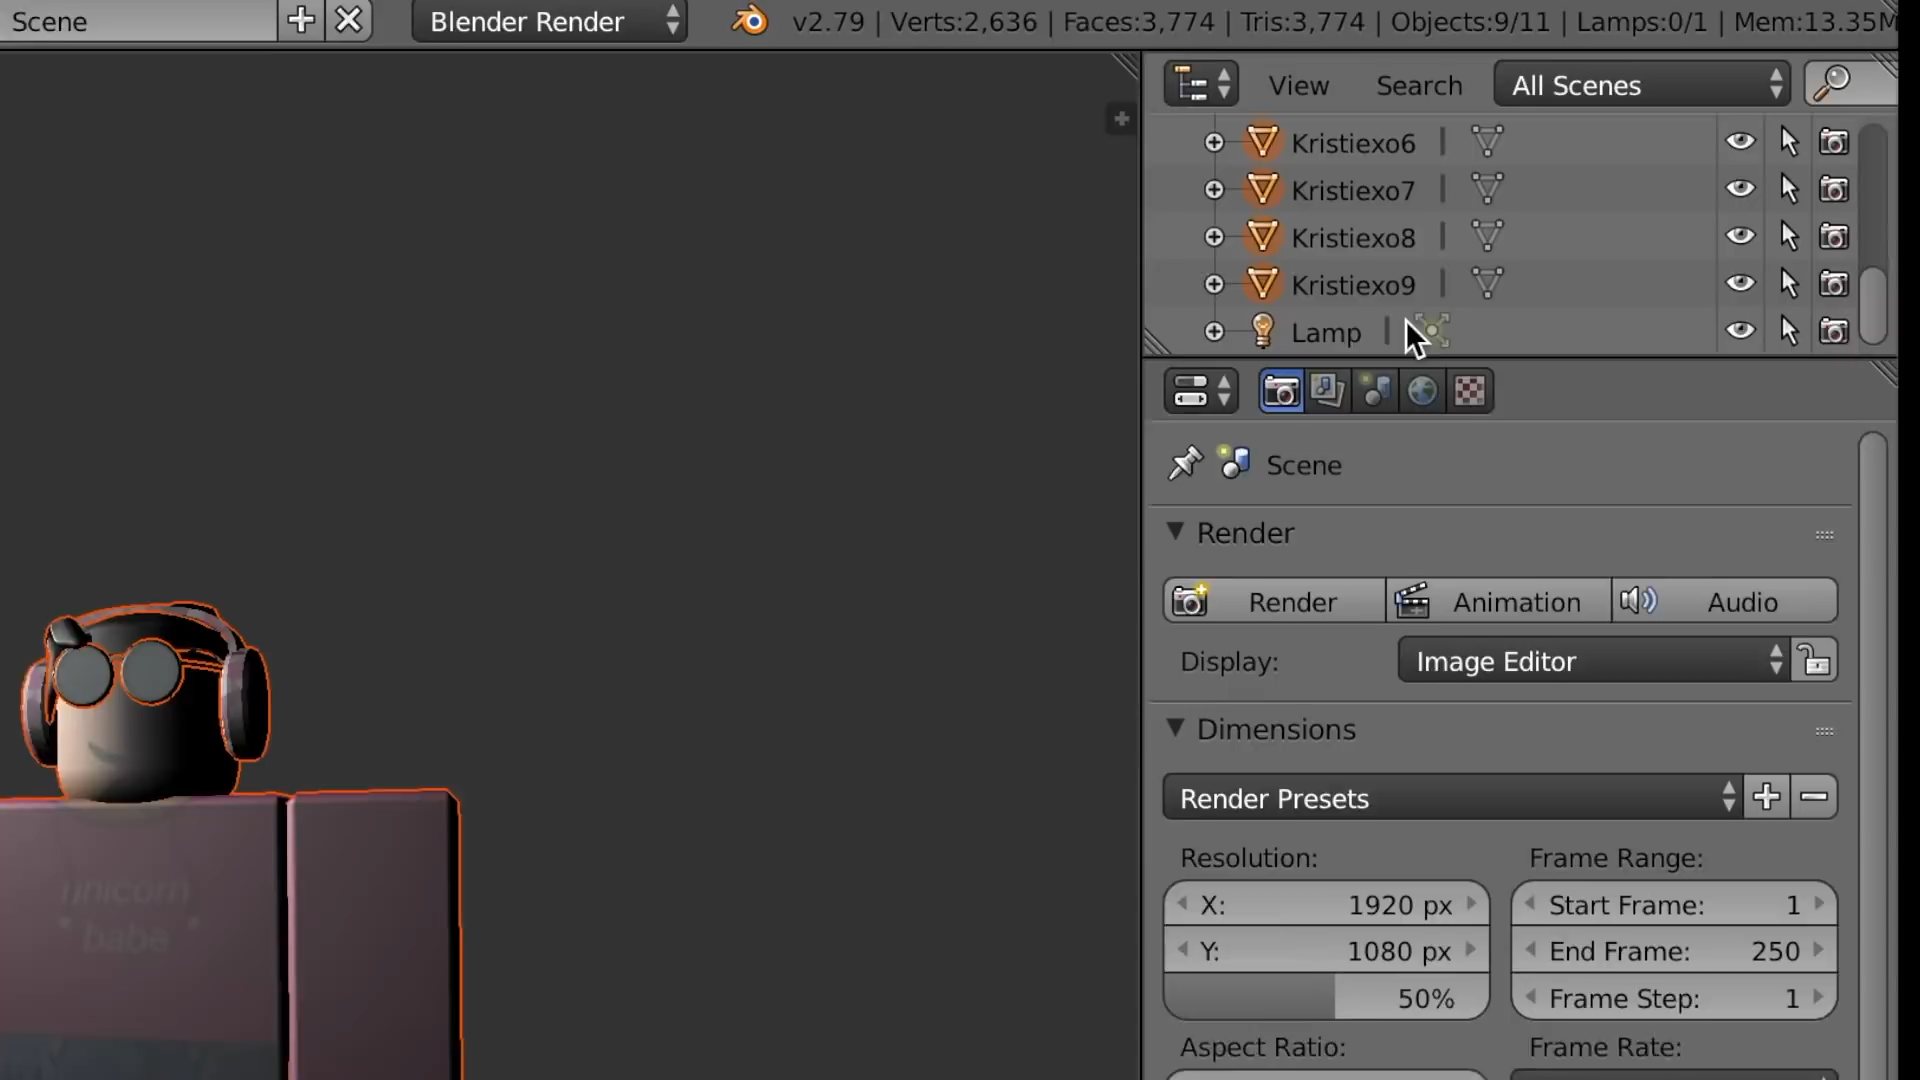 Scene
Blender Render
v2.79 | Verts:2,636 | Faces:3,774 | Tris:3,774 | Objects:9/11 | Lamps:0/1 | Mem:13.35M
View
Search
All Scenes
Kristiexo6
Kristiexo7
Kristiexo8
Kristiexo9
Lamp
Scene
Render
Render
Animation
Audio
Display:
Image Editor
Dimensions
Render Presets
Resolution:
Frame Range:
X: 1920 px
Start Frame: 1
Y: 1080 px
End Frame: 250
50%
Frame Step: 1
Aspect Ratio:
Frame Rate:
unicorn
babe